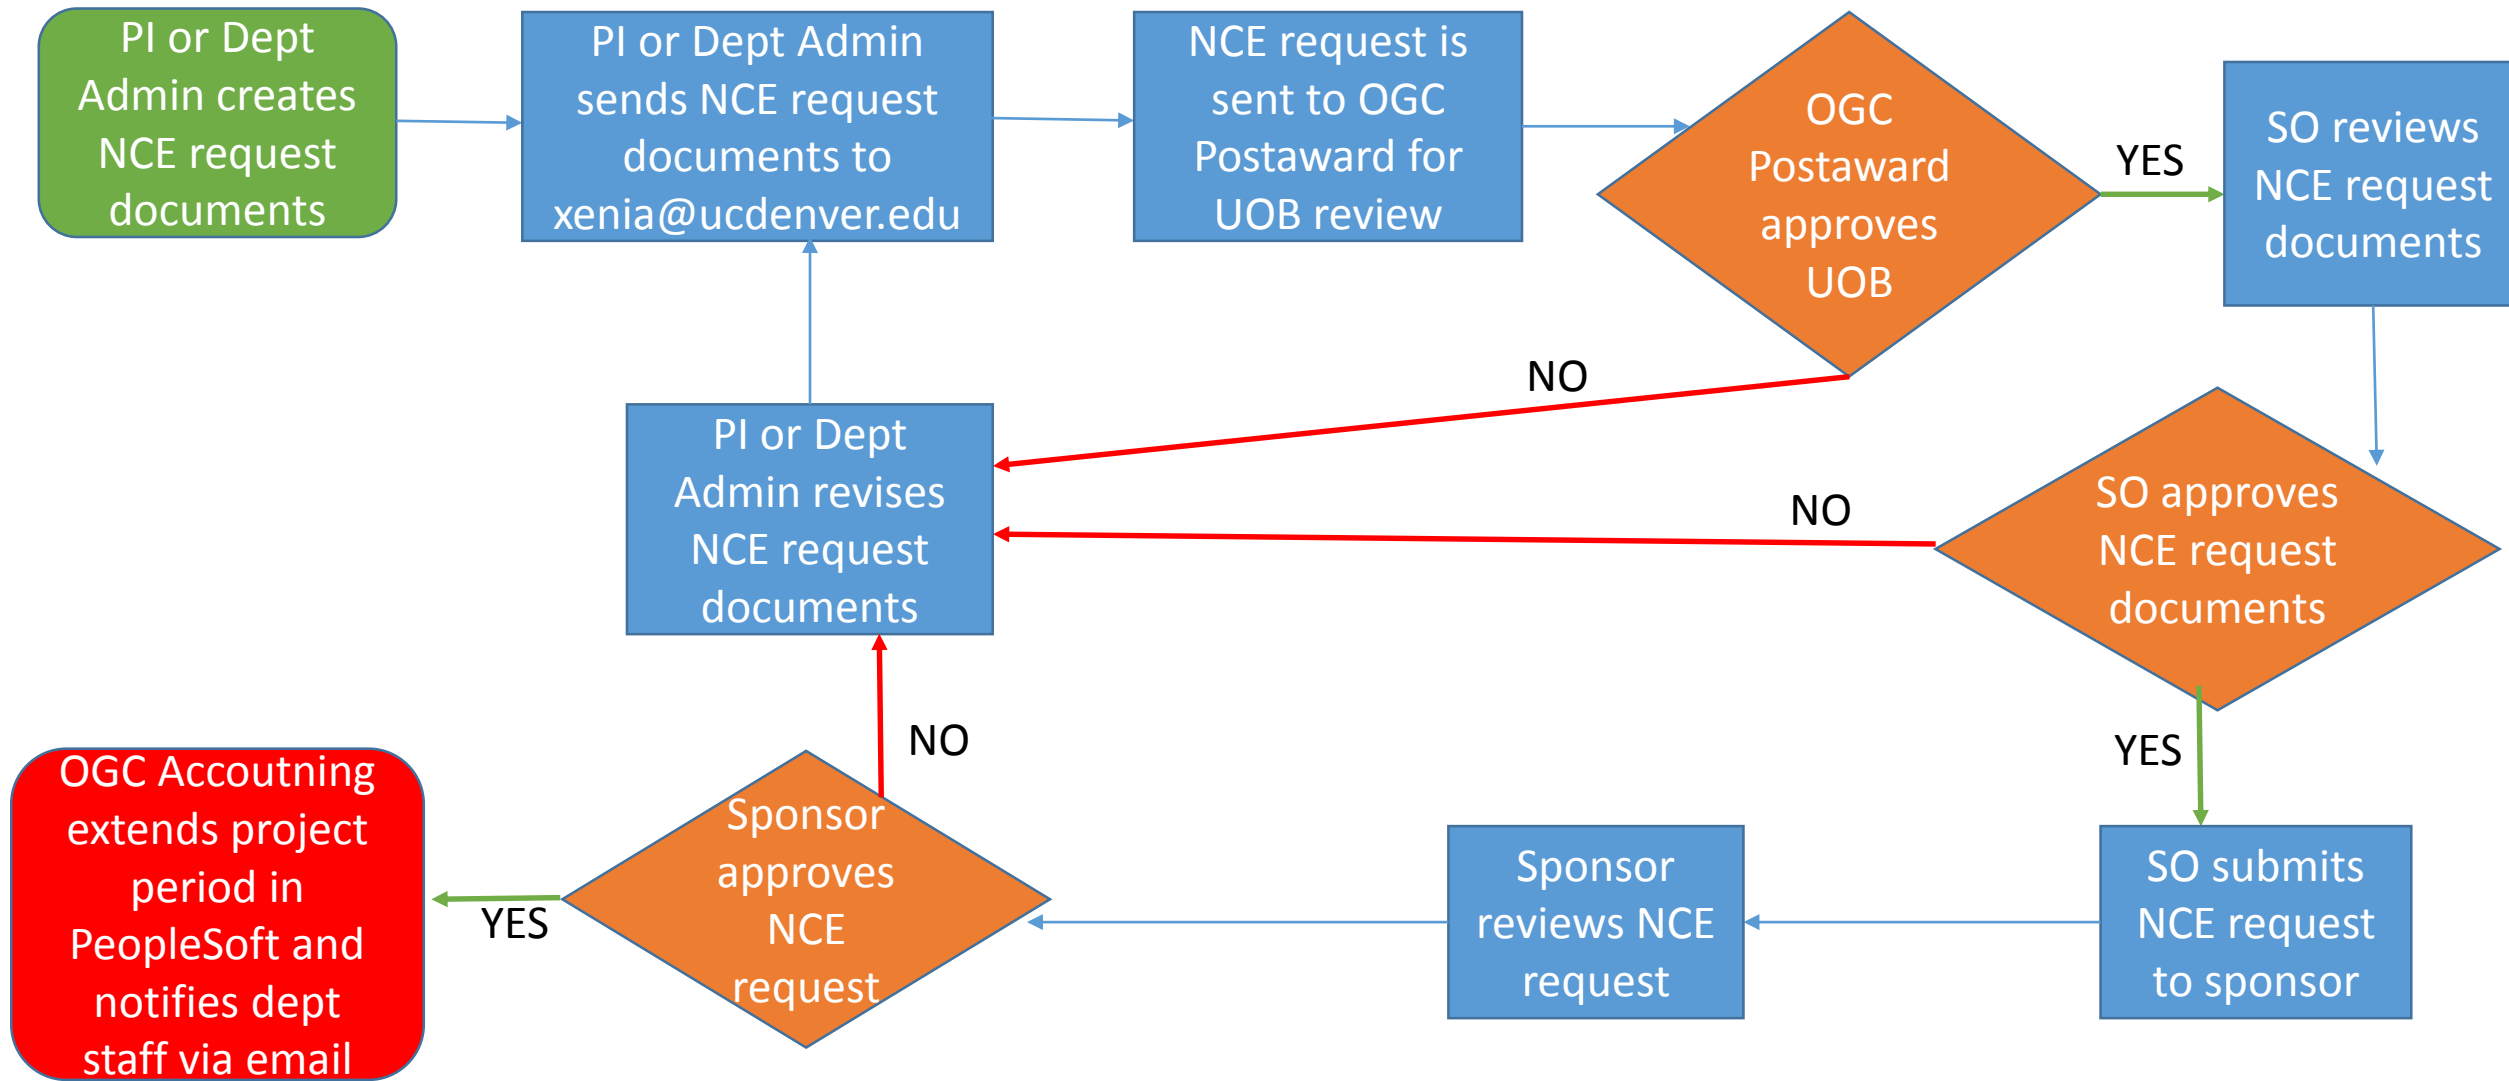 PI or Dept
Admin creates
NCE request
documents
PI or Dept Admin
sends NCE request
documents to
xenia@ucdenver.edu
NCE request is
sent to OGC
Postaward for
UOB review
OGC
Postaward
approves
UOB
YES
SO reviews
NCE request
documents
NO
PI or Dept
Admin revises
NCE request
documents
NO
SO approves
NCE request
documents
YES
SO submits
NCE request
to sponsor
Sponsor
reviews NCE
request
Sponsor
approves
NCE
request
NO
YES
OGC Accoutning
extends project
period in
PeopleSoft and
notifies dept
staff via email